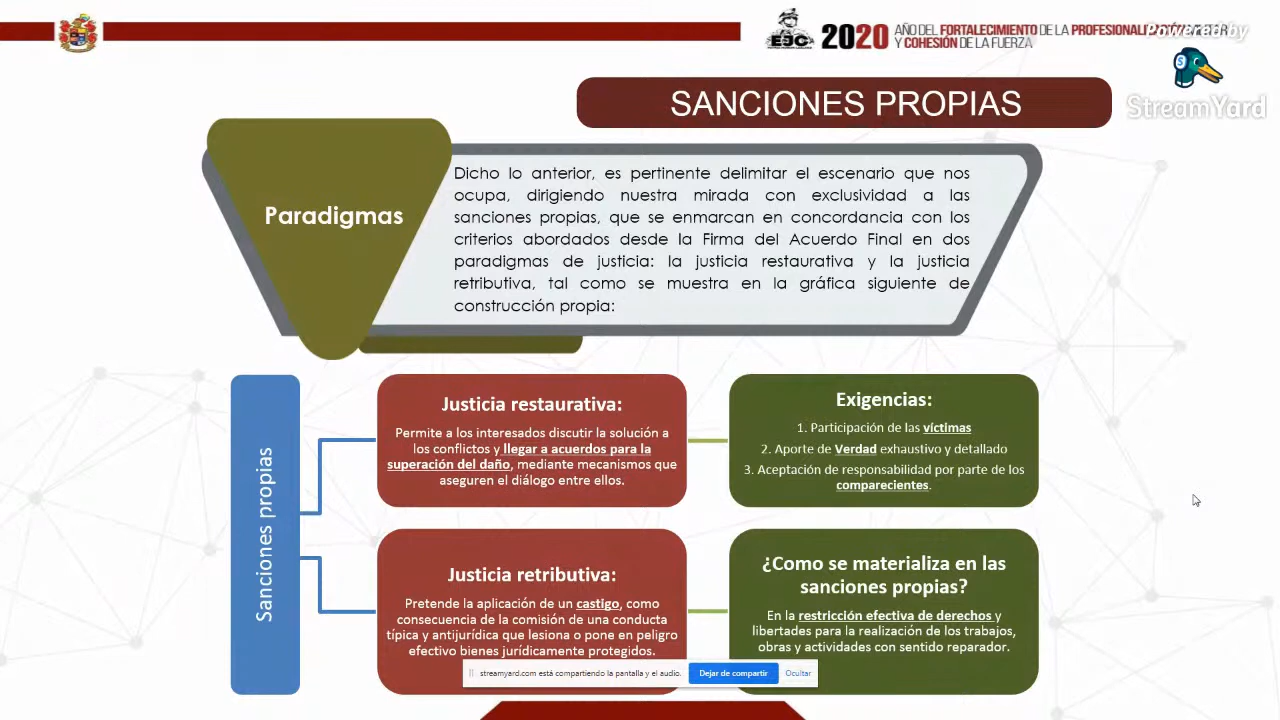 EJC
2020 AÑO DEL FORTALECIMIENTO DE LA
Y COHESIÓN DE LA FUERZA
Powered by
StreamYard
SANCIONES PROPIAS
Paradigmas
Dicho lo anterior, es pertinente delimitar el escenario que nos
ocupa, dirigiendo nuestra mirada con exclusividad a las
sanciones propias, que se enmarcan en concordancia con los
criterios abordados desde la Firma del Acuerdo Final en dos
paradigmas de justicia: la justicia restaurativa y la justicia
retributiva, tal como se muestra en la gráfica siguiente de
construcción propia:
Sanciones propias
Justicia restaurativa:
Permite a los interesados discutir la solución a
los conflictos y llegar a acuerdos para la
superación del daño, mediante mecanismos que
aseguren el diálogo entre ellos.
Exigencias:
1. Participación de las víctimas
2. Aporte de Verdad exhaustivo y detallado
3. Aceptación de responsabilidad por parte de los
comparecientes.
Justicia retributiva:
Pretende la aplicación de un castigo, como
consecuencia de la comisión de una conducta
típica y antijurídica que lesiona o pone en peligro
efectivo bienes jurídicamente protegidos.
¿Como se materializa en las
sanciones propias?
En la restricción efectiva de derechos y
libertades para la realización de los trabajos,
obras y actividades con sentido reparador.
streamyard.com está compartiendo la pantalla y el audio.
Dejar de compartir
Ocultar